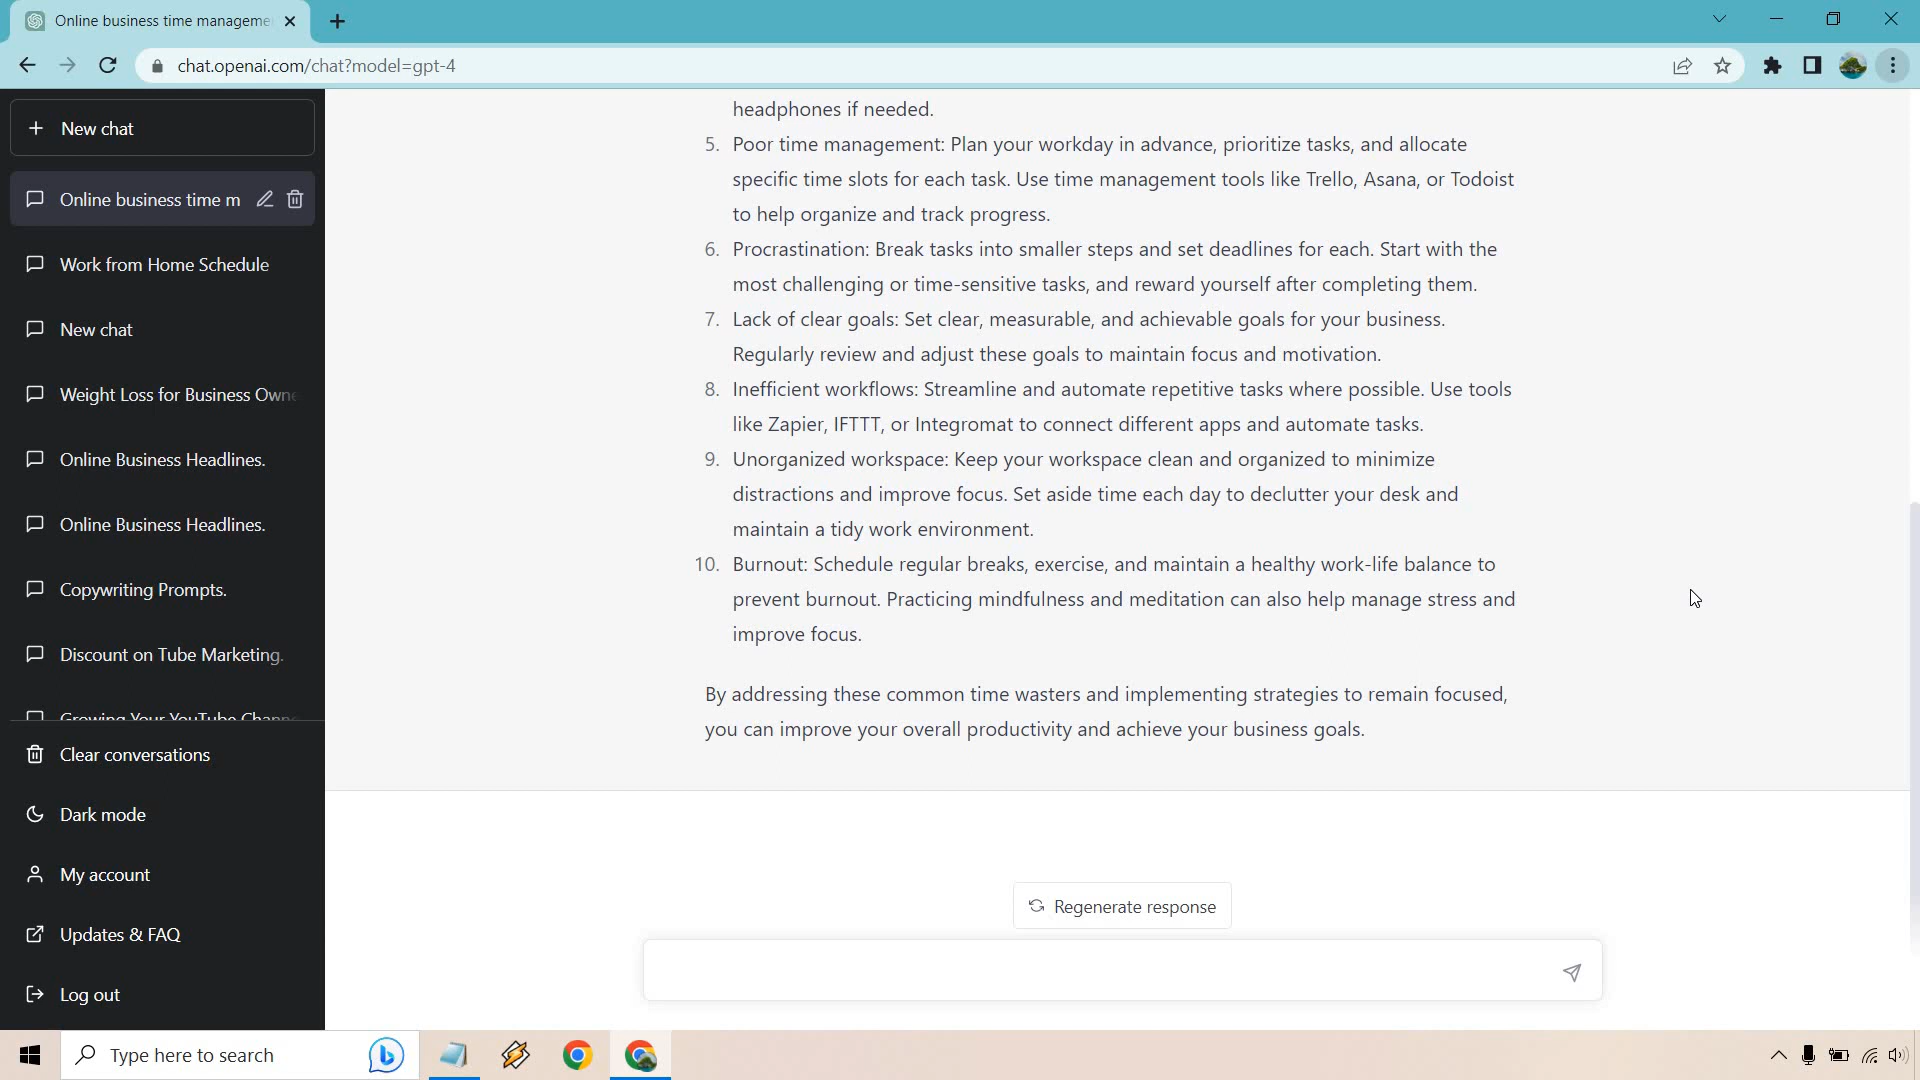 Online business time manageme
chat.openai.com/chat?model=gpt-4
New chat
Online business time m
Work from Home Schedule
New chat
Weight Loss for Business Owne
Online Business Headlines.
Online Business Headlines.
Copywriting Prompts.
Discount on Tube Marketing.
Growing Your YouTube Channe
Clear conversations
Dark mode
My account
Updates & FAQ
Log out
headphones if needed.
5. Poor time management: Plan your workday in advance, prioritize tasks, and allocate
specific time slots for each task. Use time management tools like Trello, Asana, or Todoist
to help organize and track progress.
6. Procrastination: Break tasks into smaller steps and set deadlines for each. Start with the
most challenging or time-sensitive tasks, and reward yourself after completing them.
7. Lack of clear goals: Set clear, measurable, and achievable goals for your business.
Regularly review and adjust these goals to maintain focus and motivation.
8. Inefficient workflows: Streamline and automate repetitive tasks where possible. Use tools
like Zapier, IFTTT, or Integromat to connect different apps and automate tasks.
9. Unorganized workspace: Keep your workspace clean and organized to minimize
distractions and improve focus. Set aside time each day to declutter your desk and
maintain a tidy work environment.
10. Burnout: Schedule regular breaks, exercise, and maintain a healthy work-life balance to
prevent burnout. Practicing mindfulness and meditation can also help manage stress and
improve focus.
By addressing these common time wasters and implementing strategies to remain focused,
you can improve your overall productivity and achieve your business goals.
Regenerate response
Type here to search